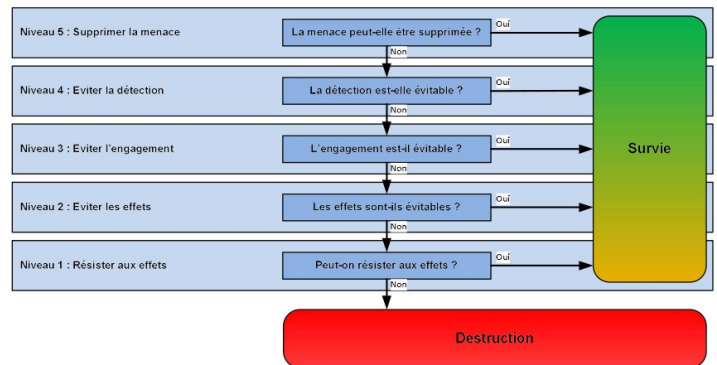 Niveau 5 : Supprimer la menace
La menace peut-elle être supprimée ?
Oui
Non
Niveau 4 : Eviter la détection
La détection est-elle évitable ?
Oui
Non
Niveau 3 : Eviter l'engagement
L'engagement est-il évitable ?
Oui
Survie
Non
Niveau 2 : Eviter les effets
Les effets sont-ils évitables ?
Oui
Non
Niveau 1 : Résister aux effets
Peut-on résister aux effets ?
Oui
Non
Destruction